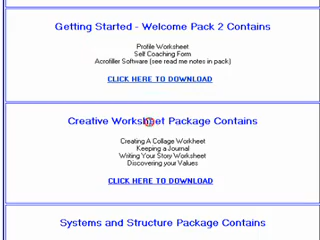 Getting Started - Welcome Pack 2 Contains
Profile Worksheet
Self Coaching Form
Acrofiller Software (see read me notes in pack)
CLICK HERE TO DOWNLOAD
Creative Worksheet Package Contains
Creating A Collage Worksheet
Keeping a Journal
Writing Your Story Worksheet
Discovering your Values
CLICK HERE TO DOWNLOAD
Systems and Structure Package Contains